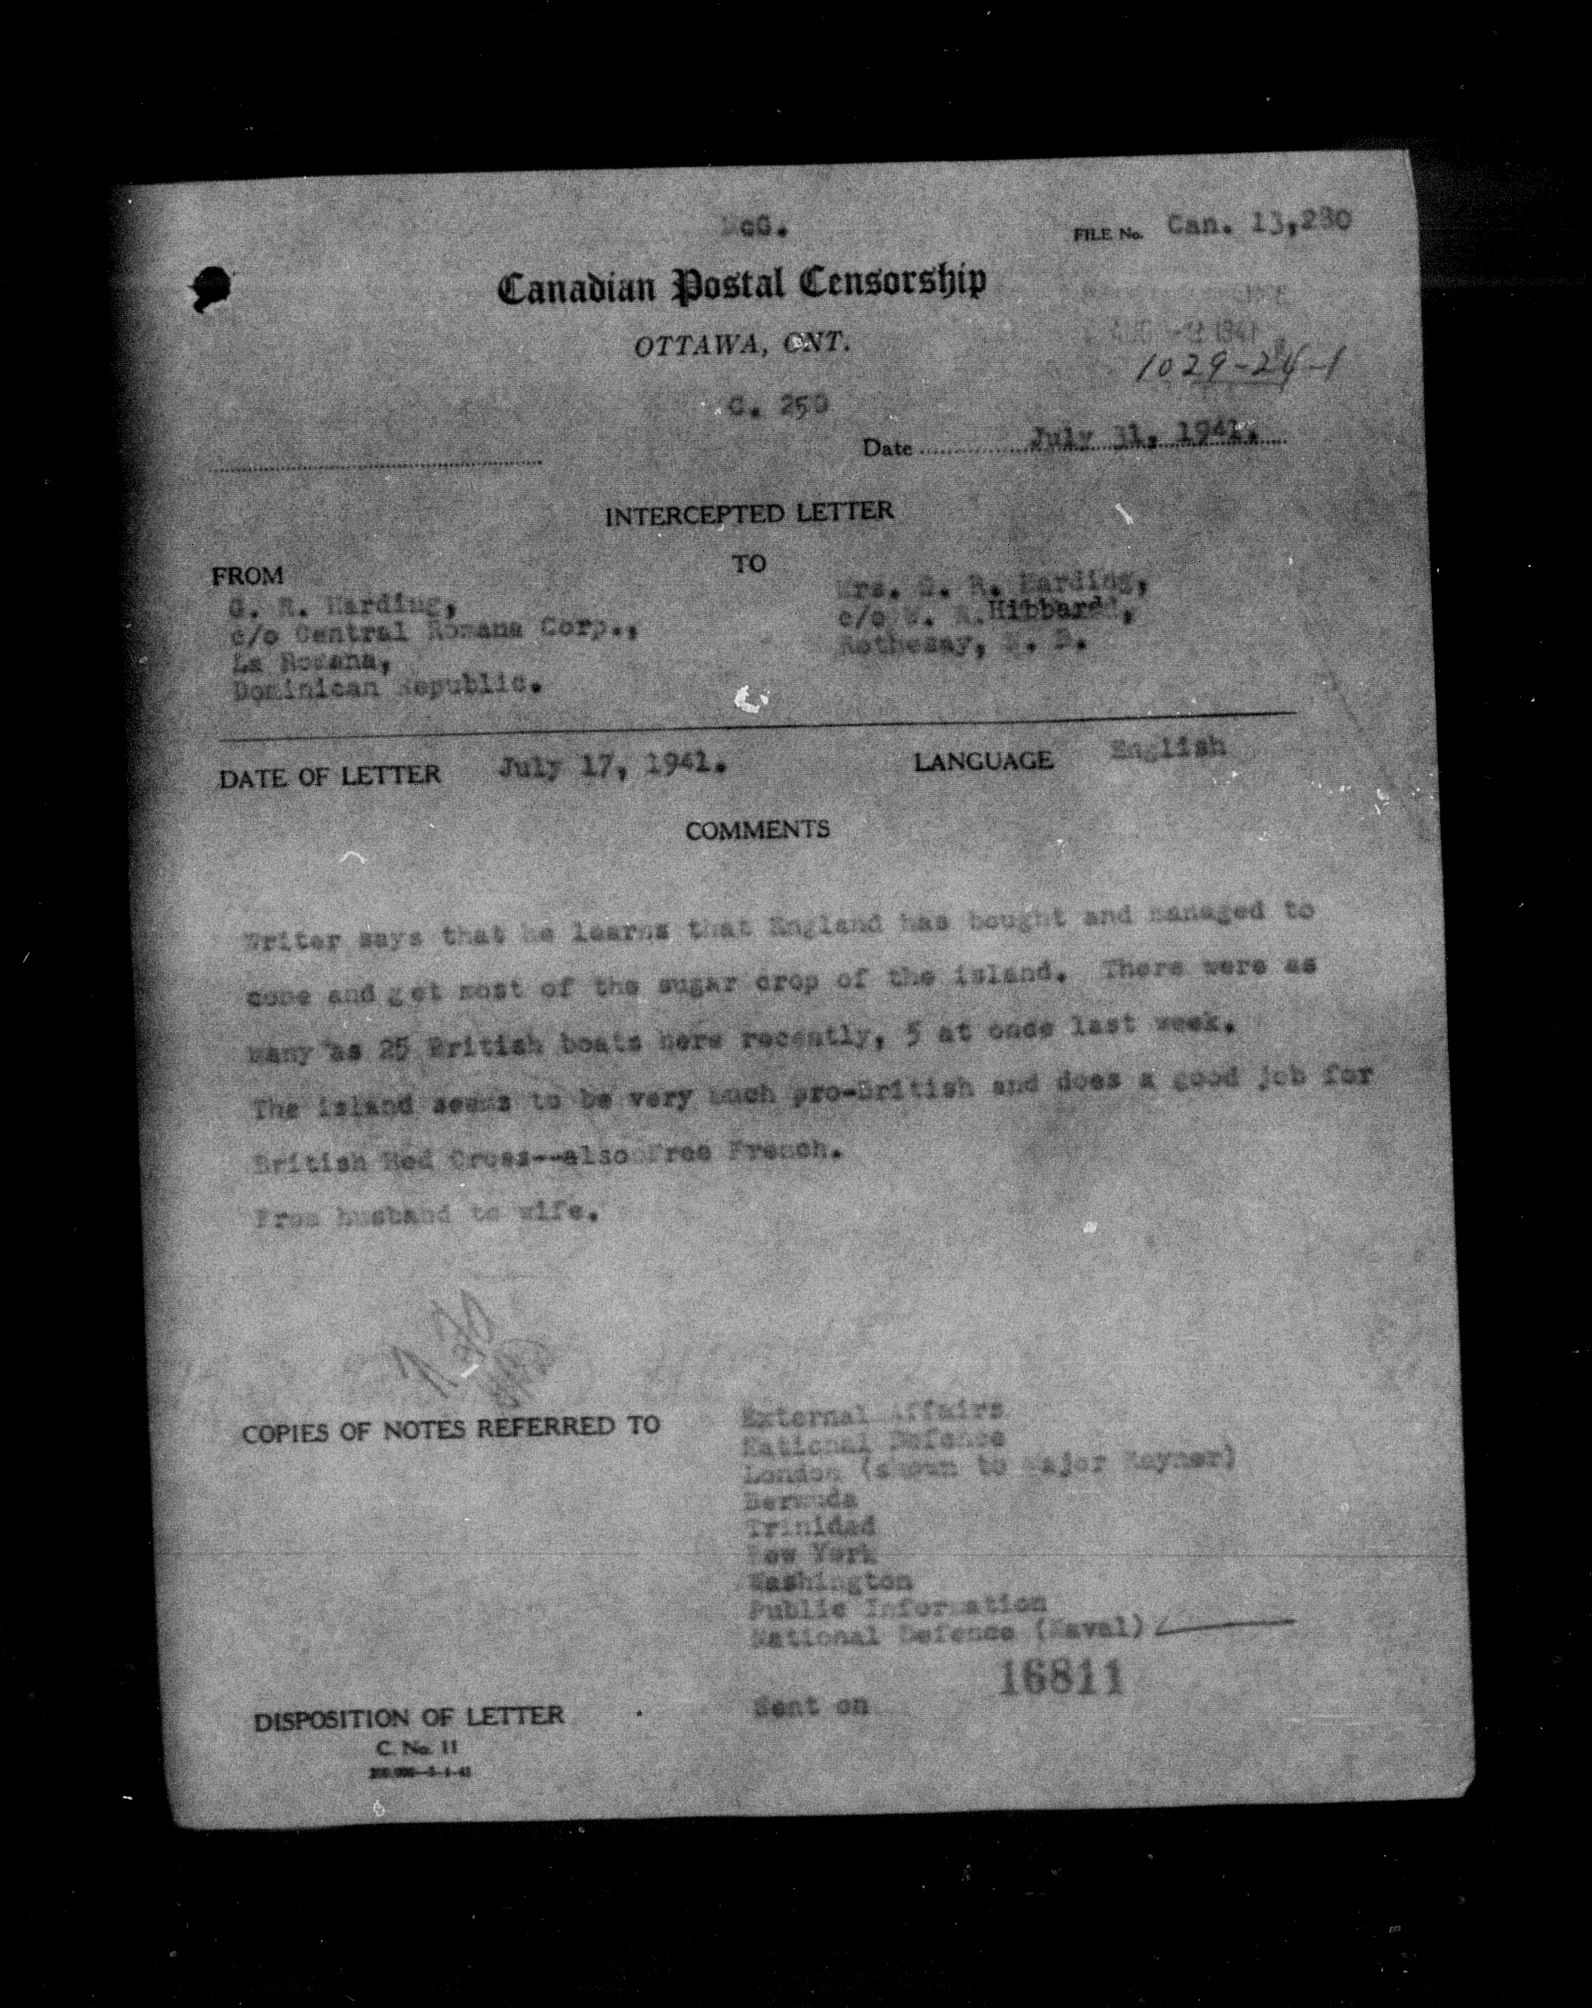 McG.
FILE No. Can. 13,280
Canadian Postal Censorship
OTTAWA, ONT.
AUG -2 1941
1029-24-1
C. 250
Date July 31, 1941.
INTERCEPTED LETTER
FROM
TO
G. R. Harding,
c/o Central Romana Corp.,
La Romana,
Dominican Republic.
Mrs. G. R. Harding,
c/o W. R. Hibbard,
Rothesay, N. B.
DATE OF LETTER July 17, 1941.
LANGUAGE English
COMMENTS
Writer says that he learns that England has bought and managed to
come and get most of the sugar crop of the island. There were as
many as 25 British boats here recently, 5 at once last week.
The island seems to be very much pro-British and does a good job for
British Red Cross--also Free French.
From husband to wife.
COPIES OF NOTES REFERRED TO
External Affairs
National Defence
London (shown to Major Rayner)
Bermuda
Trinidad
New York
Washington
Public Information
National Defence (Naval)
16811
Sent on
DISPOSITION OF LETTER
C. No. 11